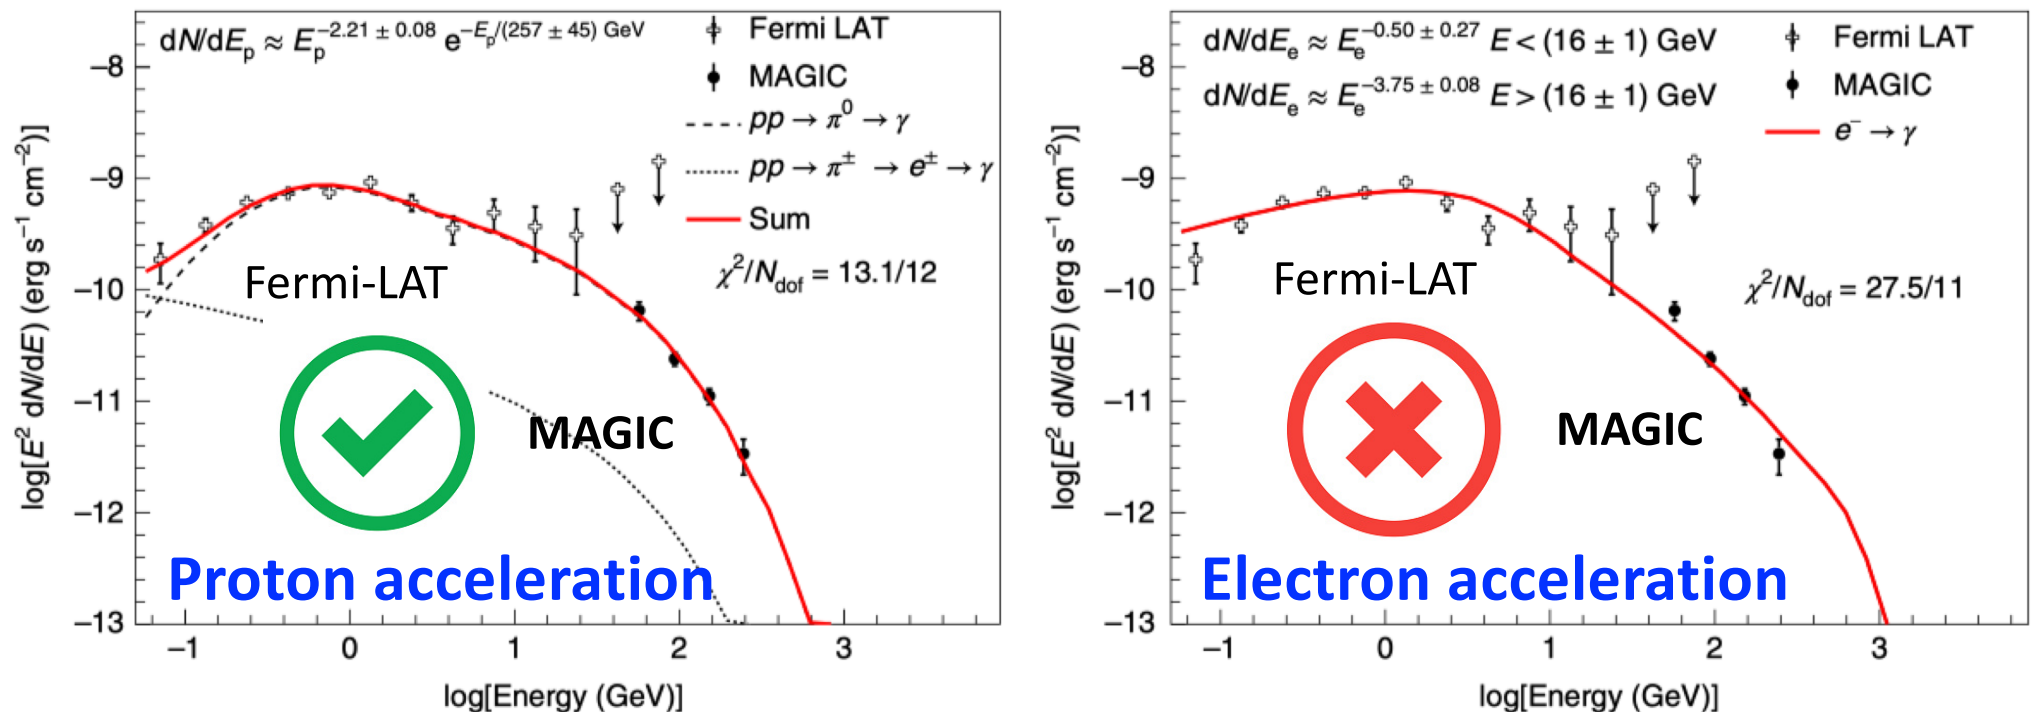 dN/dEₚ ≈ Eₚ^−2.21 ± 0.08 e^−Eₚ/(257 ± 45) GeV
Fermi LAT
MAGIC
pp → π⁰ → γ
pp → π± → e± → γ
Sum
χ²/N_dof = 13.1/12
Fermi-LAT
MAGIC
Proton acceleration
log[E² dN/dE) (erg s⁻¹ cm⁻²)]
−8
−9
−10
−11
−12
−13
−1
0
1
2
3
log[Energy (GeV)]
dN/dEₑ ≈ Eₑ^−0.50 ± 0.27 E < (16 ± 1) GeV
dN/dEₑ ≈ Eₑ^−3.75 ± 0.08 E > (16 ± 1) GeV
Fermi LAT
MAGIC
e⁻ → γ
χ²/N_dof = 27.5/11
Fermi-LAT
MAGIC
Electron acceleration
log[E² dN/dE) (erg s⁻¹ cm⁻²)]
−8
−9
−10
−11
−12
−13
−1
0
1
2
3
log[Energy (GeV)]